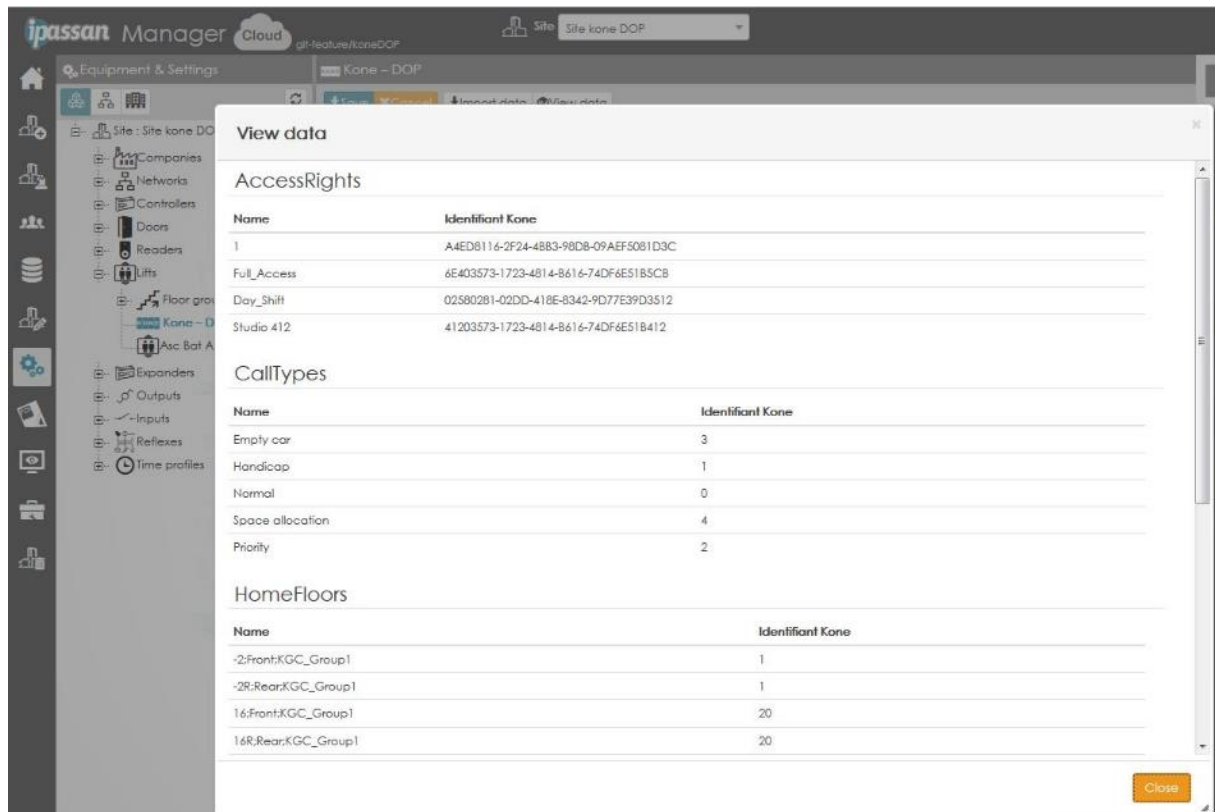 ipassan Manager Cloud git-feature/koneDOP Site Site kone DOP
Equipment & Settings
Kone – DOP
Save Cancel Import data View data
Site : Site kone DO
Companies
Networks
Controllers
Doors
Readers
Lifts
Floor grou
Kone – D
Asc Bat A
Expanders
Outputs
Inputs
Reflexes
Time profiles
View data
AccessRights
Name Identifiant Kone
1 A4ED8116-2F24-4BB3-98DB-09AEF5081D3C
Full_Access 6E403573-1723-4814-B616-74DF6E51B5CB
Day_Shift 02580281-02DD-418E-8342-9D77E39D3512
Studio 412 41203573-1723-4814-B616-74DF6E51B412
CallTypes
Name Identifiant Kone
Empty car 3
Handicap 1
Normal 0
Space allocation 4
Priority 2
HomeFloors
Name Identifiant Kone
-2;Front;KGC_Group1 1
-2R;Rear;KGC_Group1 1
16;Front;KGC_Group1 20
16R;Rear;KGC_Group1 20
Close